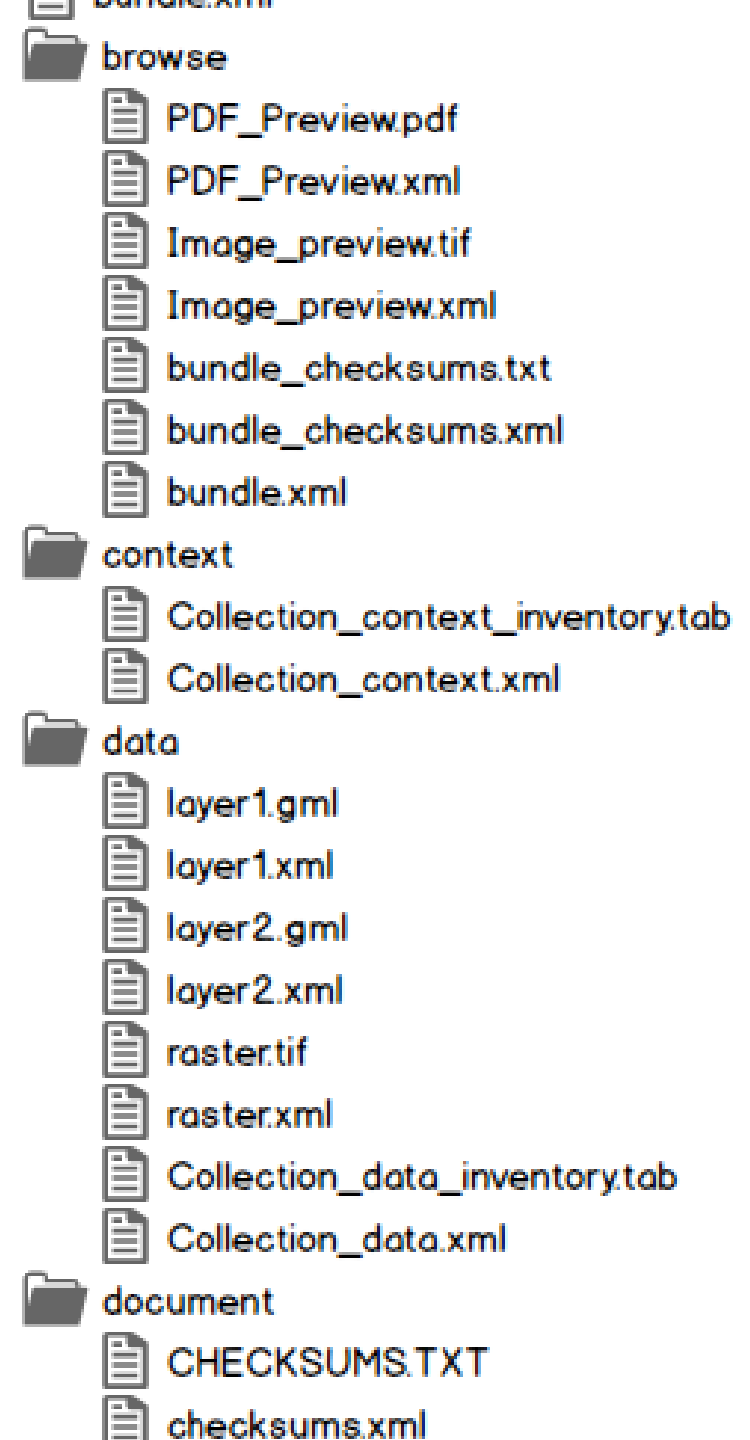 bundle.xml
browse
PDF_Preview.pdf
PDF_Preview.xml
Image_preview.tif
Image_preview.xml
bundle_checksums.txt
bundle_checksums.xml
bundle.xml
context
Collection_context_inventory.tab
Collection_context.xml
data
layer1.gml
layer1.xml
layer2.gml
layer2.xml
raster.tif
raster.xml
Collection_data_inventory.tab
Collection_data.xml
document
CHECKSUMS.TXT
checksums.xml